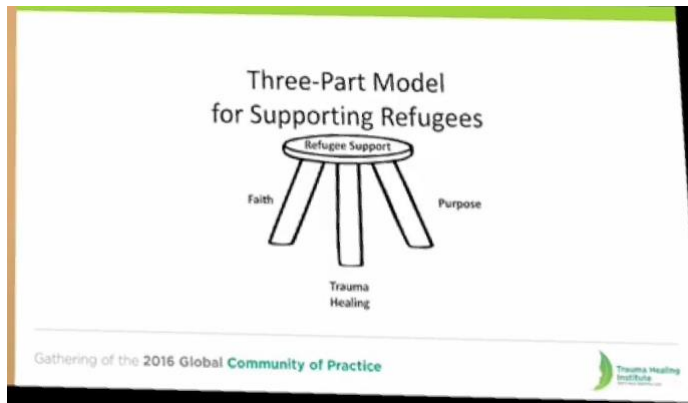 Three-Part Model
for Supporting Refugees
Refugee Support
Faith
Purpose
Trauma
Healing
Gathering of the 2016 Global Community of Practice
Trauma Healing
Institute